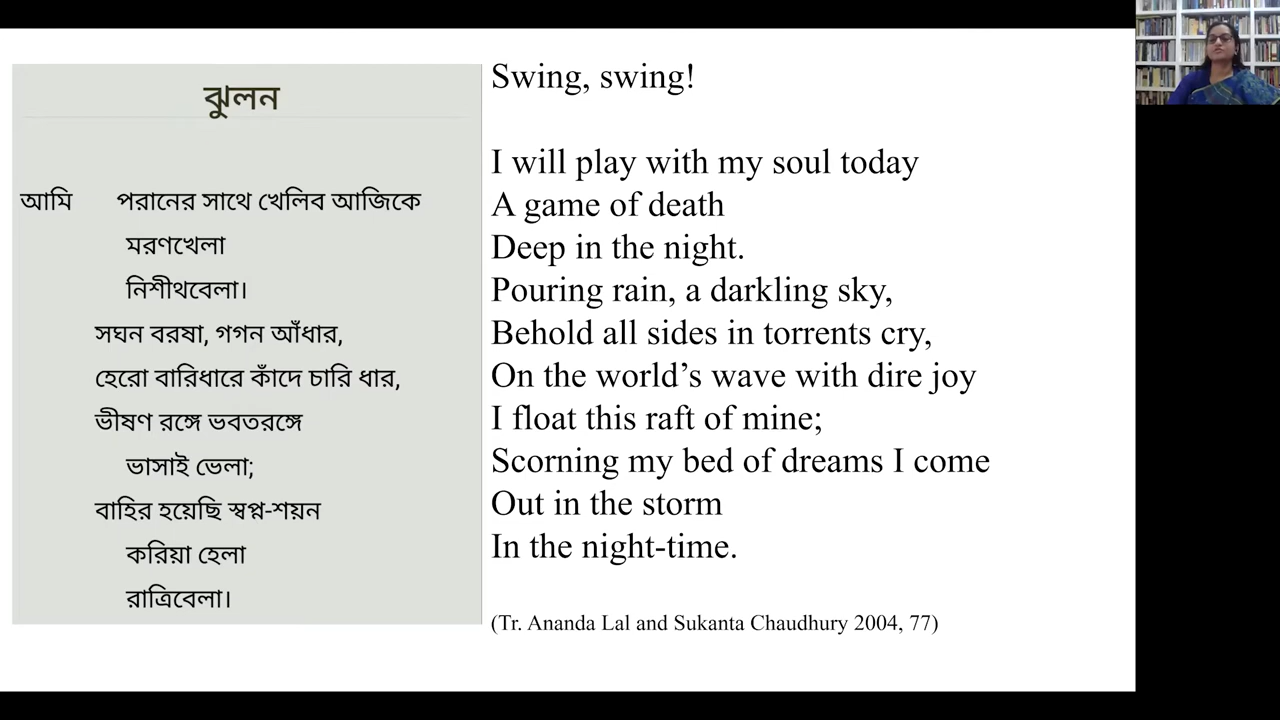 ঝুলন
আমি পরানের সাথে খেলিব আজিকে
মরণখেলা
নিশীথবেলা।
সঘন বরষা, গগন আঁধার,
হেরো বারিধারে কাঁদে চারি ধার,
ভীষণ রঙ্গে ভবতরঙ্গে
ভাসাই ভেলা;
বাহির হয়েছি স্বপ্ন-শয়ন
করিয়া হেলা
রাত্রিবেলা।
Swing, swing!
I will play with my soul today
A game of death
Deep in the night.
Pouring rain, a darkling sky,
Behold all sides in torrents cry,
On the world’s wave with dire joy
I float this raft of mine;
Scorning my bed of dreams I come
Out in the storm
In the night-time.
(Tr. Ananda Lal and Sukanta Chaudhury 2004, 77)